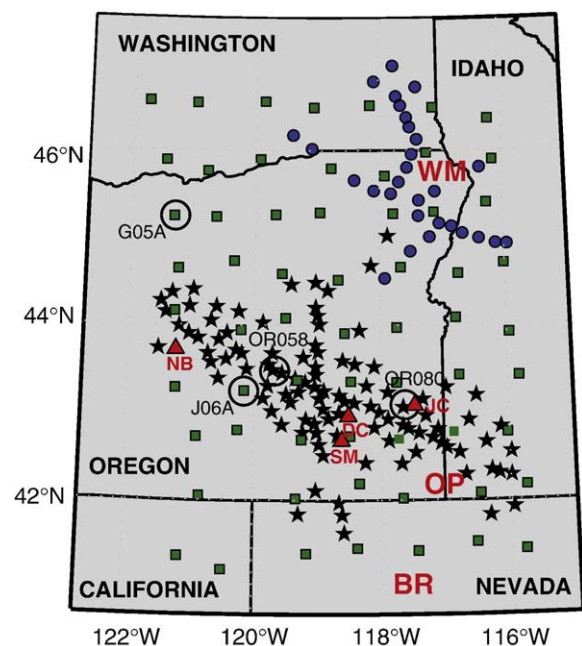 WASHINGTON
IDAHO
46°N
WM
G05A
44°N
OR058
NB
J06A
OR080
JC
DC
SM
OREGON
OP
42°N
CALIFORNIA
BR
NEVADA
122°W
120°W
118°W
116°W